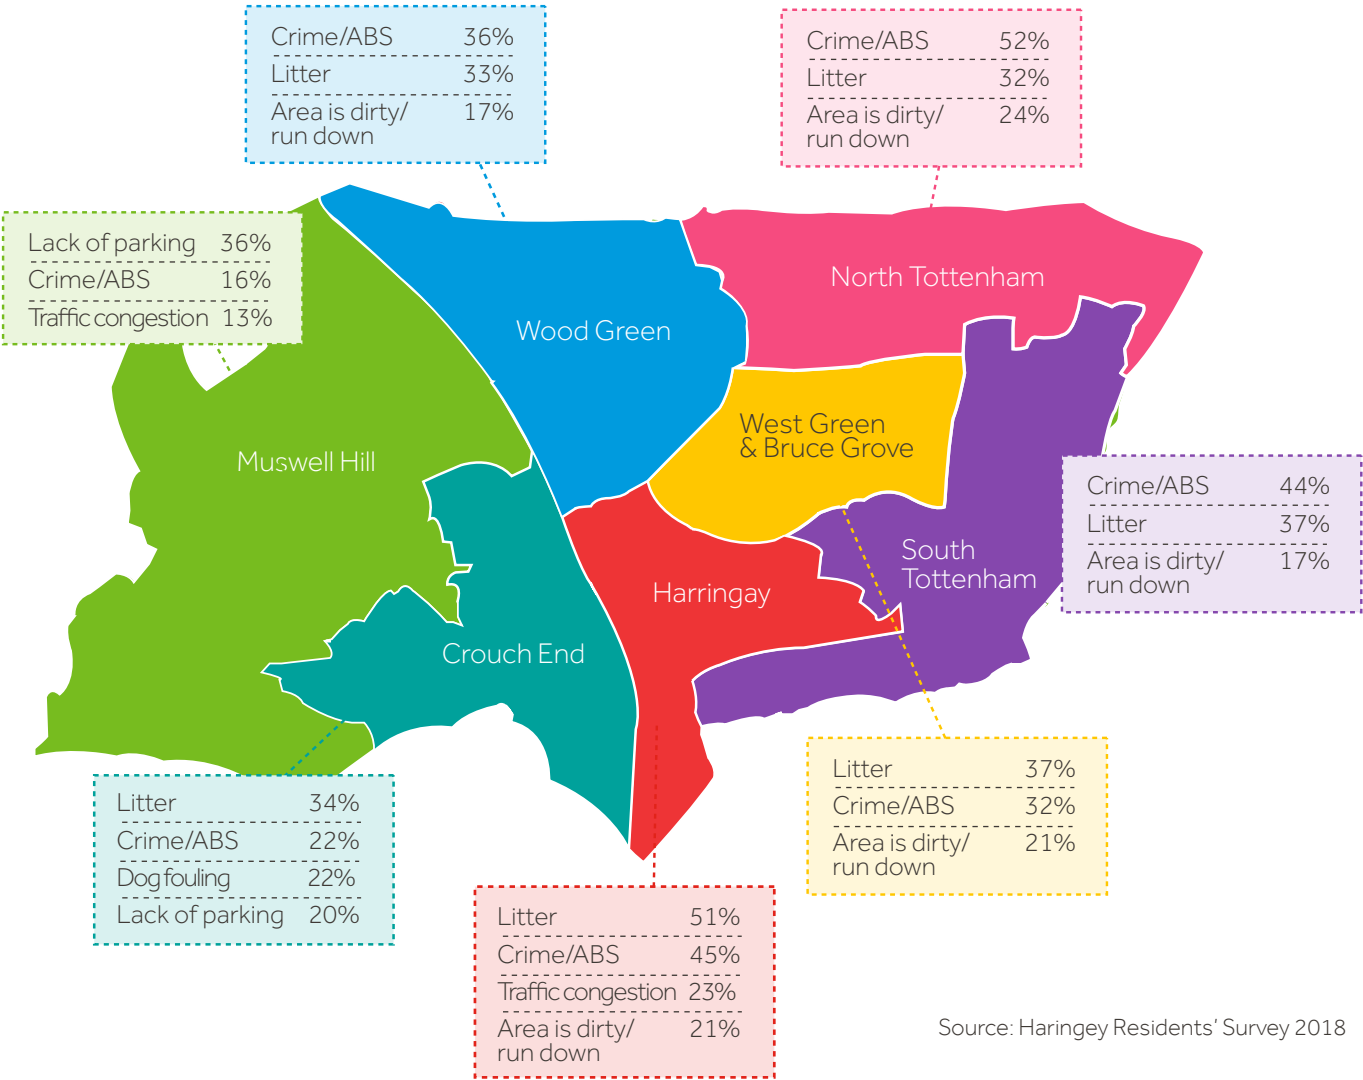 Crime/ABS 36%
Litter 33%
Area is dirty/ 17%
run down
Crime/ABS 52%
Litter 32%
Area is dirty/ 24%
run down
Lack of parking 36%
Crime/ABS 16%
Traffic congestion 13%
North Tottenham
Wood Green
West Green
& Bruce Grove
Muswell Hill
Crime/ABS 44%
Litter 37%
Area is dirty/ 17%
run down
South
Tottenham
Harringay
Crouch End
Litter 37%
Crime/ABS 32%
Area is dirty/ 21%
run down
Litter 34%
Crime/ABS 22%
Dog fouling 22%
Lack of parking 20%
Litter 51%
Crime/ABS 45%
Traffic congestion 23%
Area is dirty/ 21%
run down
Source: Haringey Residents' Survey 2018